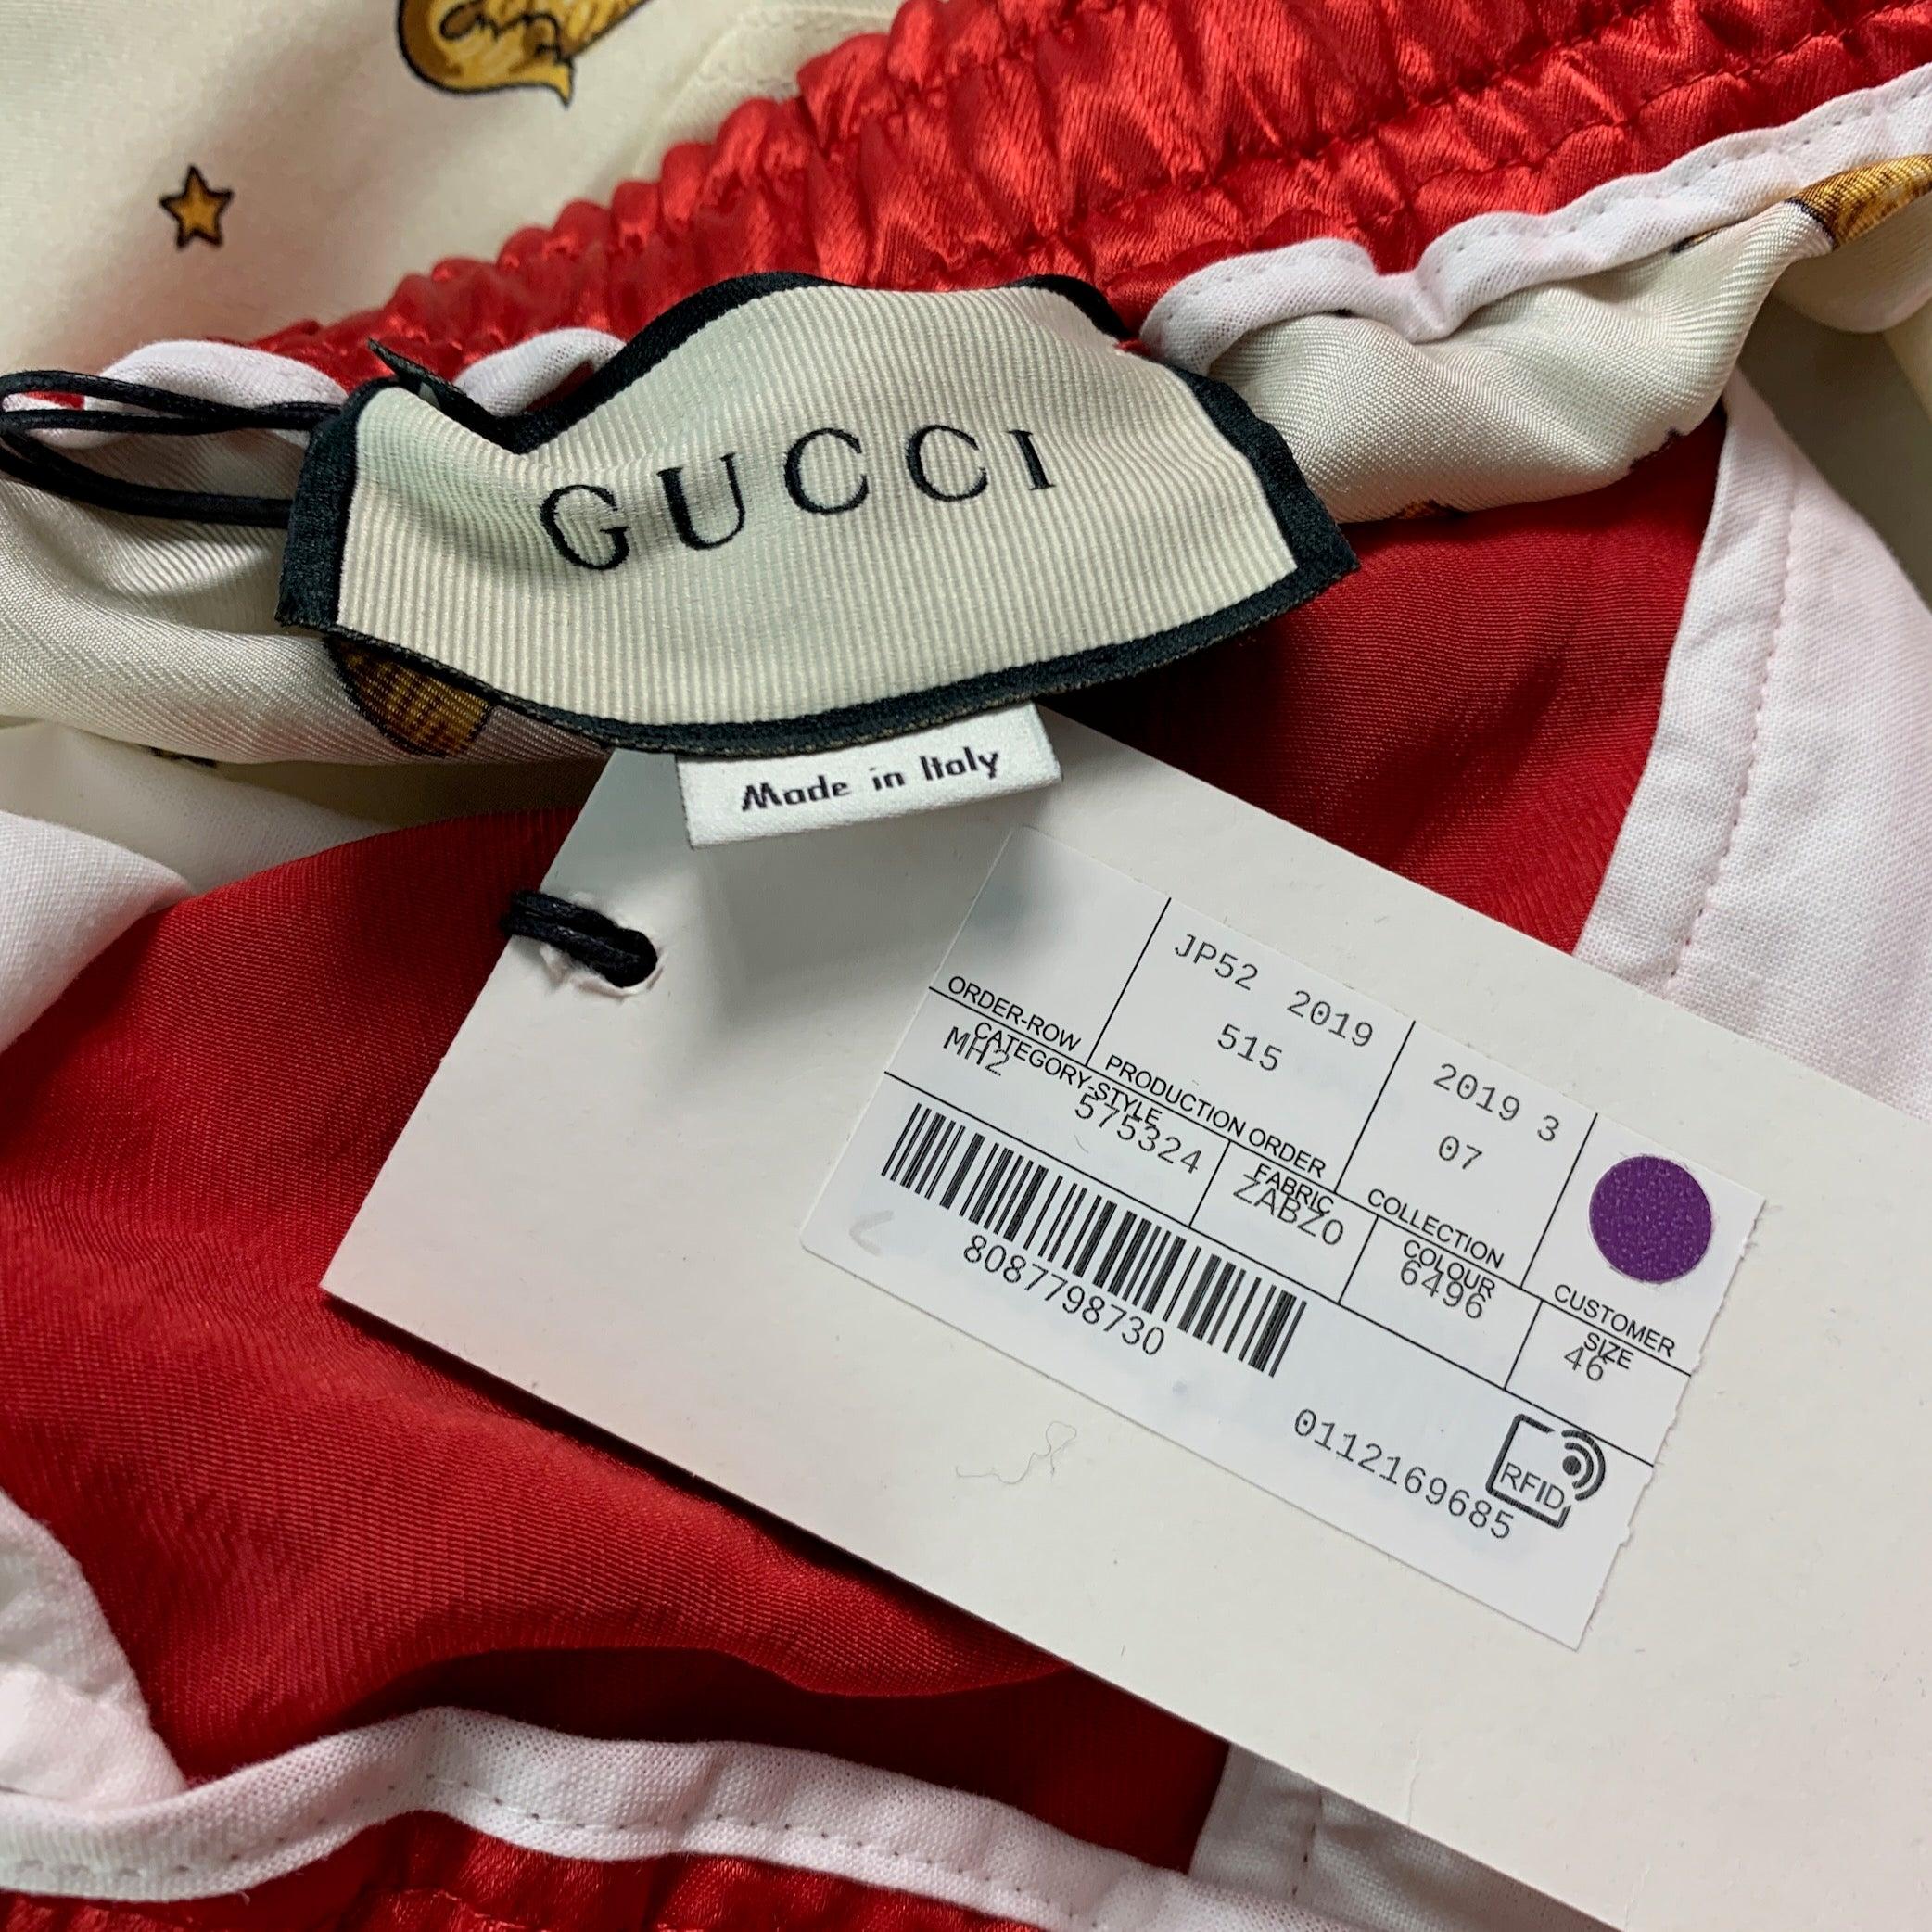 GUCCI
Made in Italy
JP52 2019
515
2019 3
07
ORDER-ROW
PRODUCTION ORDER
COLLECTION
CUSTOMER
CATEGORY-STYLE
MH2
575324
FABRIC
ZABZ0
COLOUR
6496
SIZE
46
8087798730
0112169685
RFID